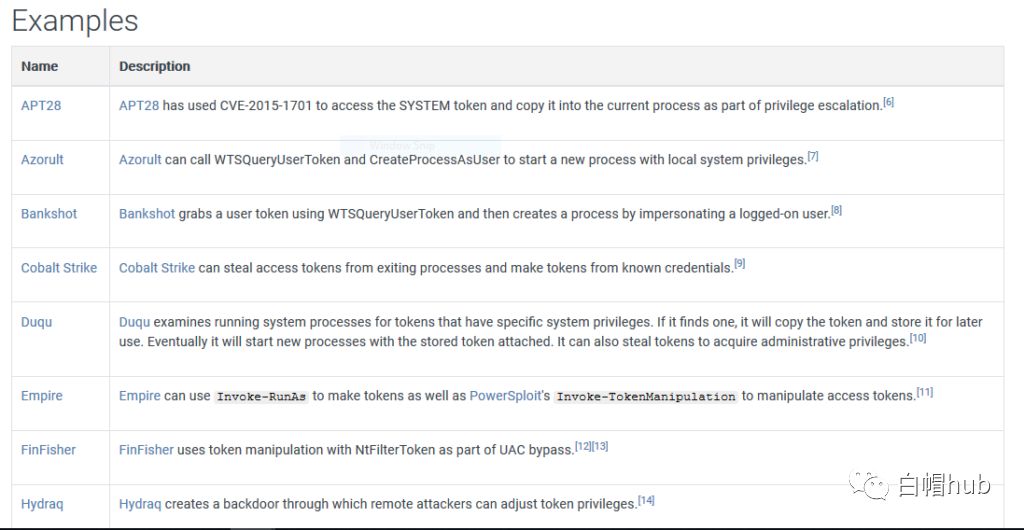 Examples
Name Description
APT28 APT28 has used CVE-2015-1701 to access the SYSTEM token and copy it into the current process as part of privilege escalation.[6]
Window Snip
Azorult Azorult can call WTSQueryUserToken and CreateProcessAsUser to start a new process with local system privileges.[7]
Bankshot Bankshot grabs a user token using WTSQueryUserToken and then creates a process by impersonating a logged-on user.[8]
Cobalt Strike Cobalt Strike can steal access tokens from exiting processes and make tokens from known credentials.[9]
Duqu Duqu examines running system processes for tokens that have specific system privileges. If it finds one, it will copy the token and store it for later
use. Eventually it will start new processes with the stored token attached. It can also steal tokens to acquire administrative privileges.[10]
Empire Empire can use Invoke-RunAs to make tokens as well as PowerSploit's Invoke-TokenManipulation to manipulate access tokens.[11]
FinFisher FinFisher uses token manipulation with NtFilterToken as part of UAC bypass.[12][13]
白帽hub
Hydraq Hydraq creates a backdoor through which remote attackers can adjust token privileges.[14]